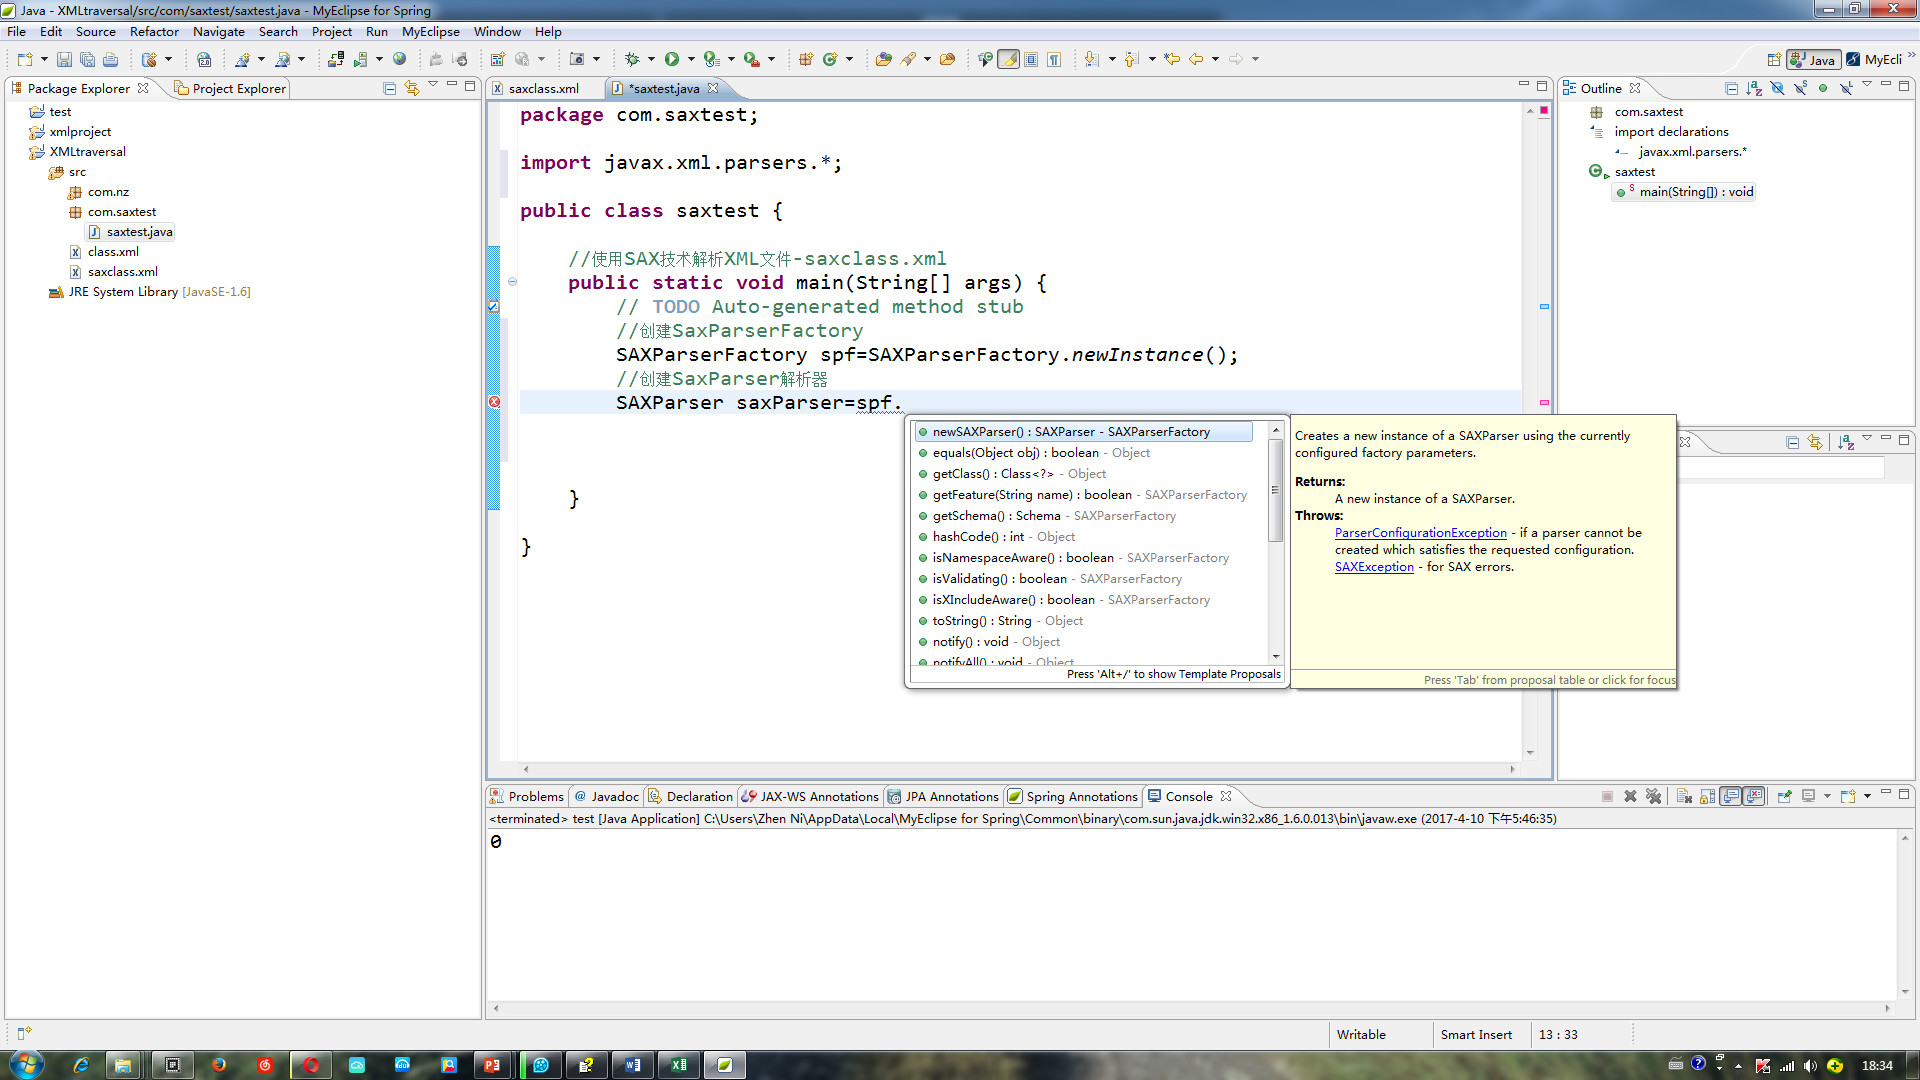 Java - XMLtraversal/src/com/saxtest/saxtest.java - MyEclipse for Spring
File Edit Source Refactor Navigate Search Project Run MyEclipse Window Help
Java MyEcli
Package Explorer Project Explorer
test
xmlproject
XMLtraversal
src
com.nz
com.saxtest
saxtest.java
class.xml
saxclass.xml
JRE System Library [JavaSE-1.6]
saxclass.xml *saxtest.java
package com.saxtest;
import javax.xml.parsers.*;
public class saxtest {
//使用SAX技术解析XML文件-saxclass.xml
public static void main(String[] args) {
// TODO Auto-generated method stub
//创建SaxParserFactory
SAXParserFactory spf=SAXParserFactory.newInstance();
//创建SaxParser解析器
SAXParser saxParser=spf.
}
}
newSAXParser() : SAXParser - SAXParserFactory
equals(Object obj) : boolean - Object
getClass() : Class<?> - Object
getFeature(String name) : boolean - SAXParserFactory
getSchema() : Schema - SAXParserFactory
hashCode() : int - Object
isNamespaceAware() : boolean - SAXParserFactory
isValidating() : boolean - SAXParserFactory
isXIncludeAware() : boolean - SAXParserFactory
toString() : String - Object
notify() : void - Object
notifyAll() : void - Object
Press 'Alt+/' to show Template Proposals
Creates a new instance of a SAXParser using the currently
configured factory parameters.
Returns:
A new instance of a SAXParser.
Throws:
ParserConfigurationException - if a parser cannot be
created which satisfies the requested configuration.
SAXException - for SAX errors.
Press 'Tab' from proposal table or click for focus
Outline
com.saxtest
import declarations
javax.xml.parsers.*
saxtest
main(String[]) : void
Problems Javadoc Declaration JAX-WS Annotations JPA Annotations Spring Annotations Console
<terminated> test [Java Application] C:\Users\Zhen Ni\AppData\Local\MyEclipse for Spring\Common\binary\com.sun.java.jdk.win32.x86_1.6.0.013\bin\javaw.exe (2017-4-10 下午5:46:35)
0
Writable Smart Insert 13 : 33
18:34